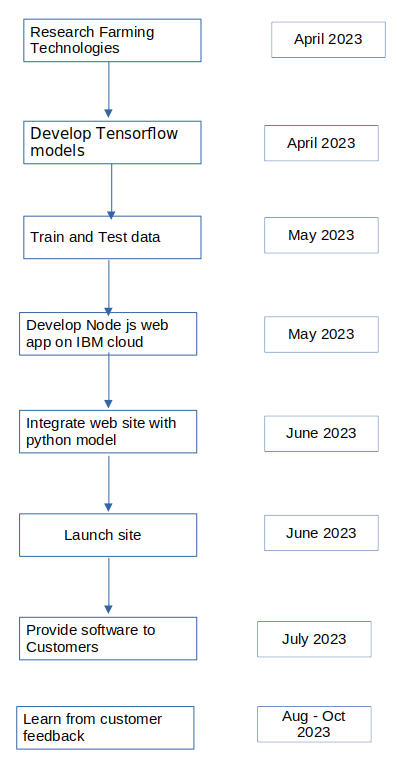 Research Farming
Technologies
April 2023
Develop Tensorflow
models
April 2023
Train and Test data
May 2023
Develop Node js web
app on IBM cloud
May 2023
Integrate web site with
python model
June 2023
Launch site
June 2023
Provide software to
Customers
July 2023
Learn from customer
feedback
Aug - Oct
2023